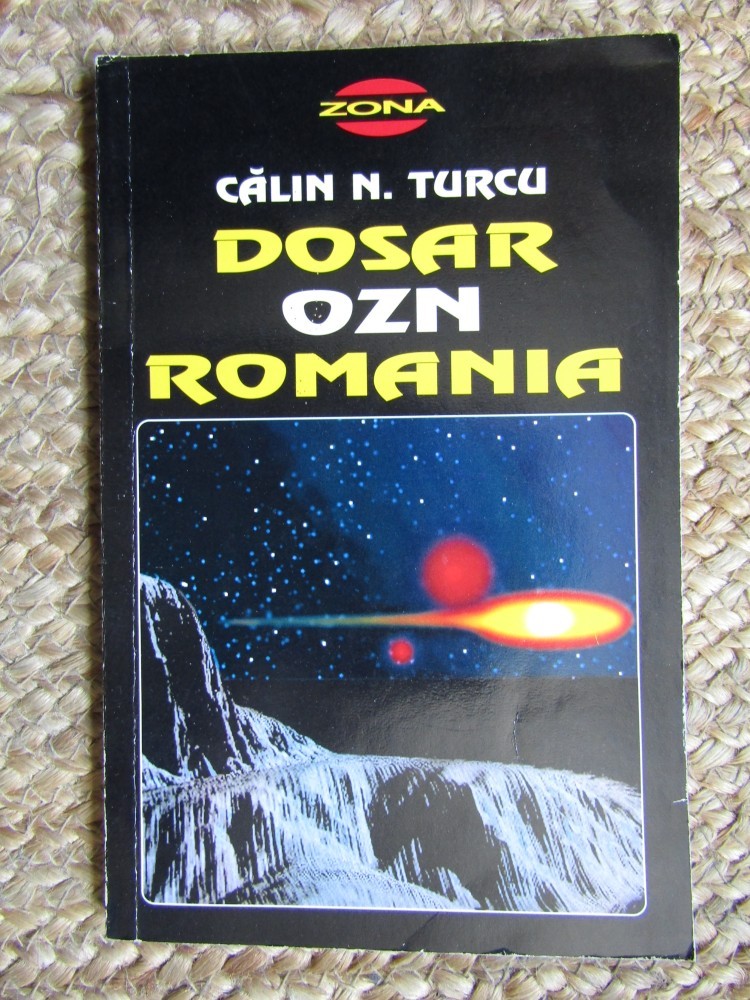 ZONA
CĂLIN N. TURCU
DOSAR
OZN
ROMANIA